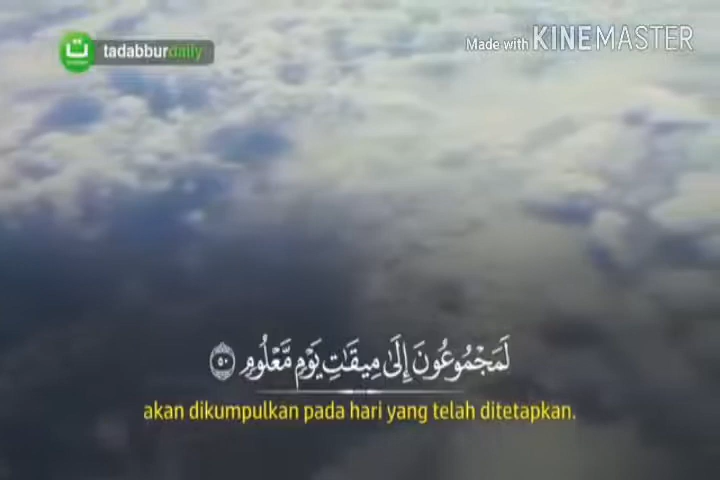 tadabburdaily
Made with KINEMASTER
لَمَجْمُوعُونَ إِلَىٰ مِيقَٰتِ يَوْمٍ مَّعْلُومٍ ۝٥٠
akan dikumpulkan pada hari yang telah ditetapkan.